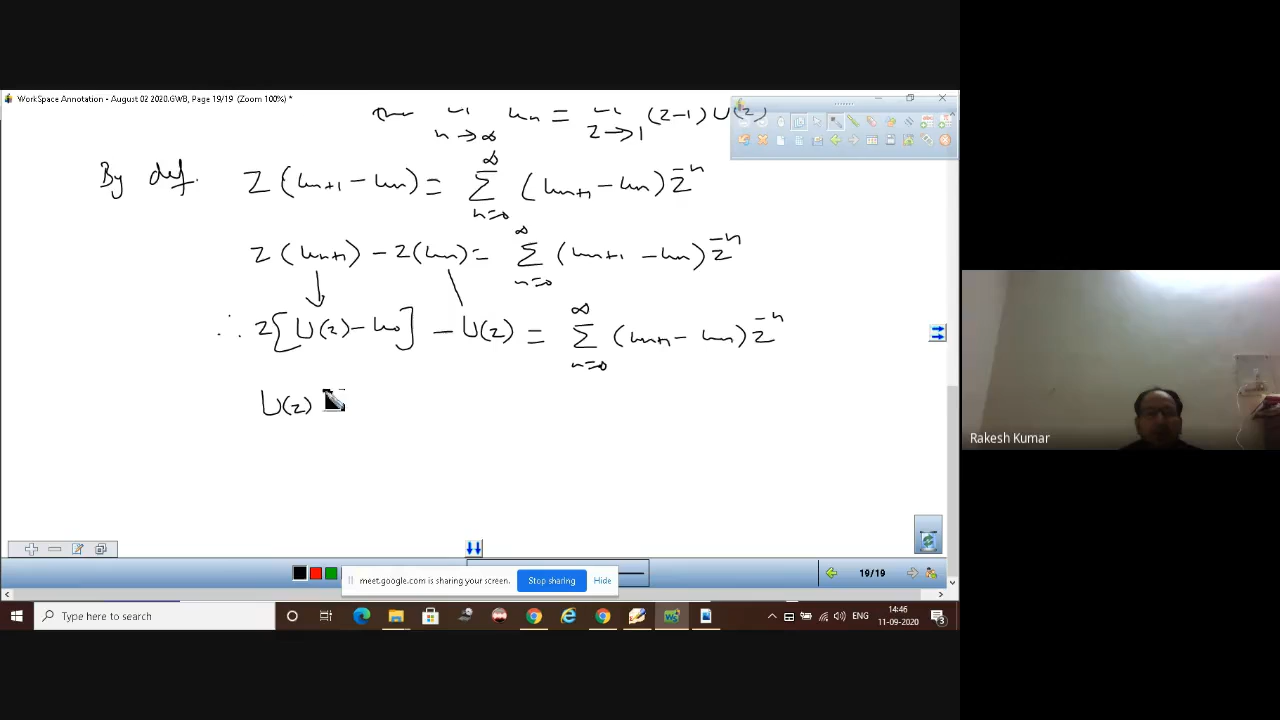 WorkSpace Annotation - August 02 2020.GWB, Page 19/19 (Zoom 100%) *
n→∞ uₙ = z→1 (z-1) U(z)
By def. Z(uₙ₊₁ - uₙ) = ∑_{n=0}^{∞} (uₙ₊₁ - uₙ) z⁻ⁿ
Z(uₙ₊₁) - Z(uₙ) = ∑_{n=0}^{∞} (uₙ₊₁ - uₙ) z⁻ⁿ
∴ z[U(z) - u₀] - U(z) = ∑_{n=0}^{∞} (uₙ₊₁ - uₙ) z⁻ⁿ
U(z)
Rakesh Kumar
19/19
meet.google.com is sharing your screen. Stop sharing Hide
Type here to search
ENG
14:46
11-09-2020
3